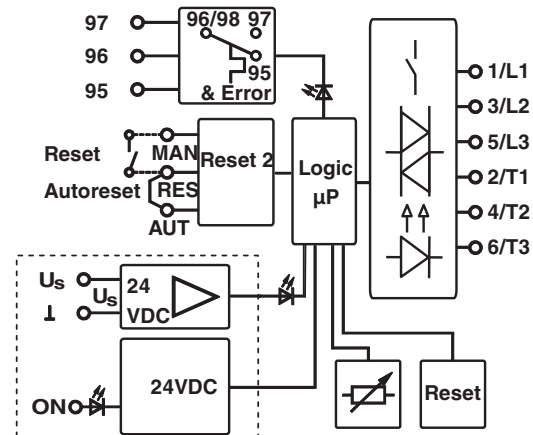 97
96
95
96/98 97
95
& Error
1/L1
3/L2
5/L3
2/T1
4/T2
6/T3
Reset
Autoreset
MAN
RES
AUT
Reset 2
Logic
µP
Us
⊥
Us
24
VDC
ON
24VDC
Reset